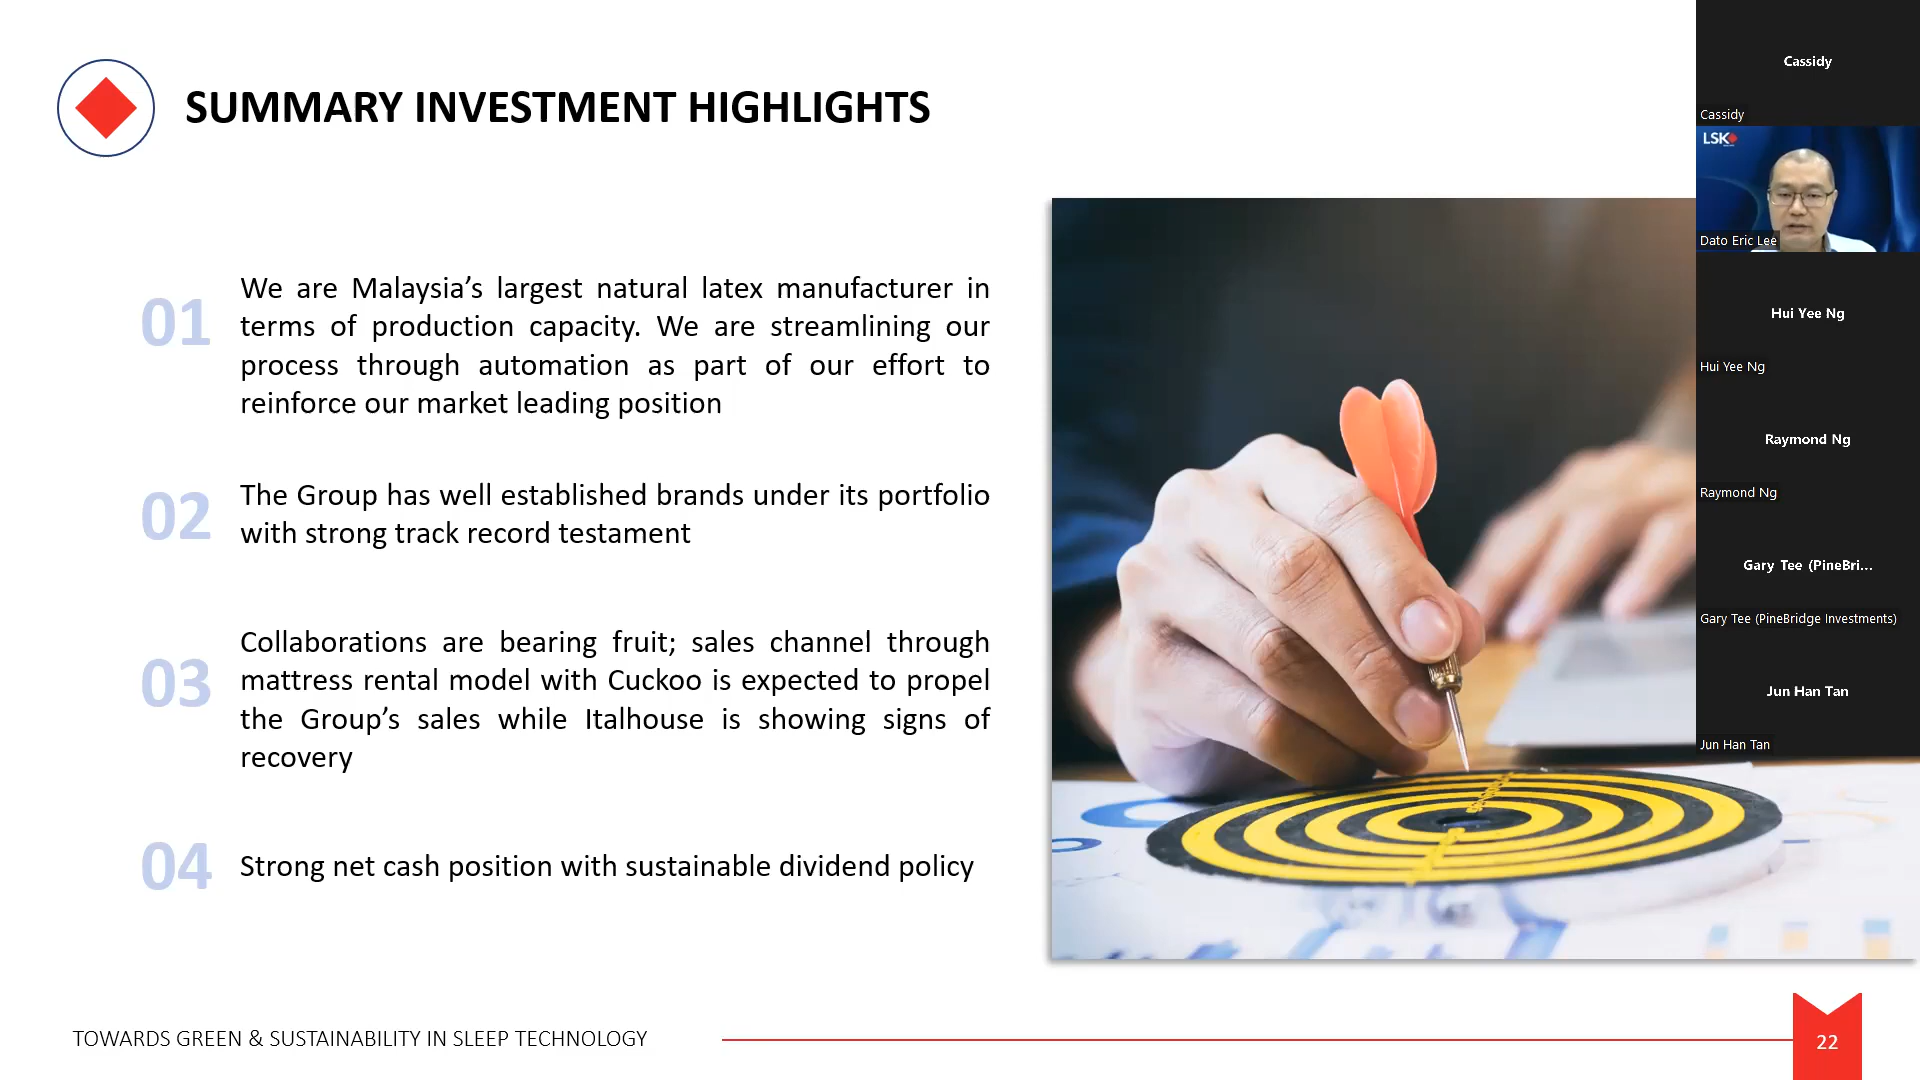 SUMMARY INVESTMENT HIGHLIGHTS
01
We are Malaysia’s largest natural latex manufacturer in
terms of production capacity. We are streamlining our
process through automation as part of our effort to
reinforce our market leading position
02
The Group has well established brands under its portfolio
with strong track record testament
03
Collaborations are bearing fruit; sales channel through
mattress rental model with Cuckoo is expected to propel
the Group’s sales while Italhouse is showing signs of
recovery
04
Strong net cash position with sustainable dividend policy
TOWARDS GREEN & SUSTAINABILITY IN SLEEP TECHNOLOGY
22
Cassidy
Cassidy
LSK
Dato Eric Lee
Hui Yee Ng
Hui Yee Ng
Raymond Ng
Raymond Ng
Gary Tee (PineBri...
Gary Tee (PineBridge Investments)
Jun Han Tan
Jun Han Tan